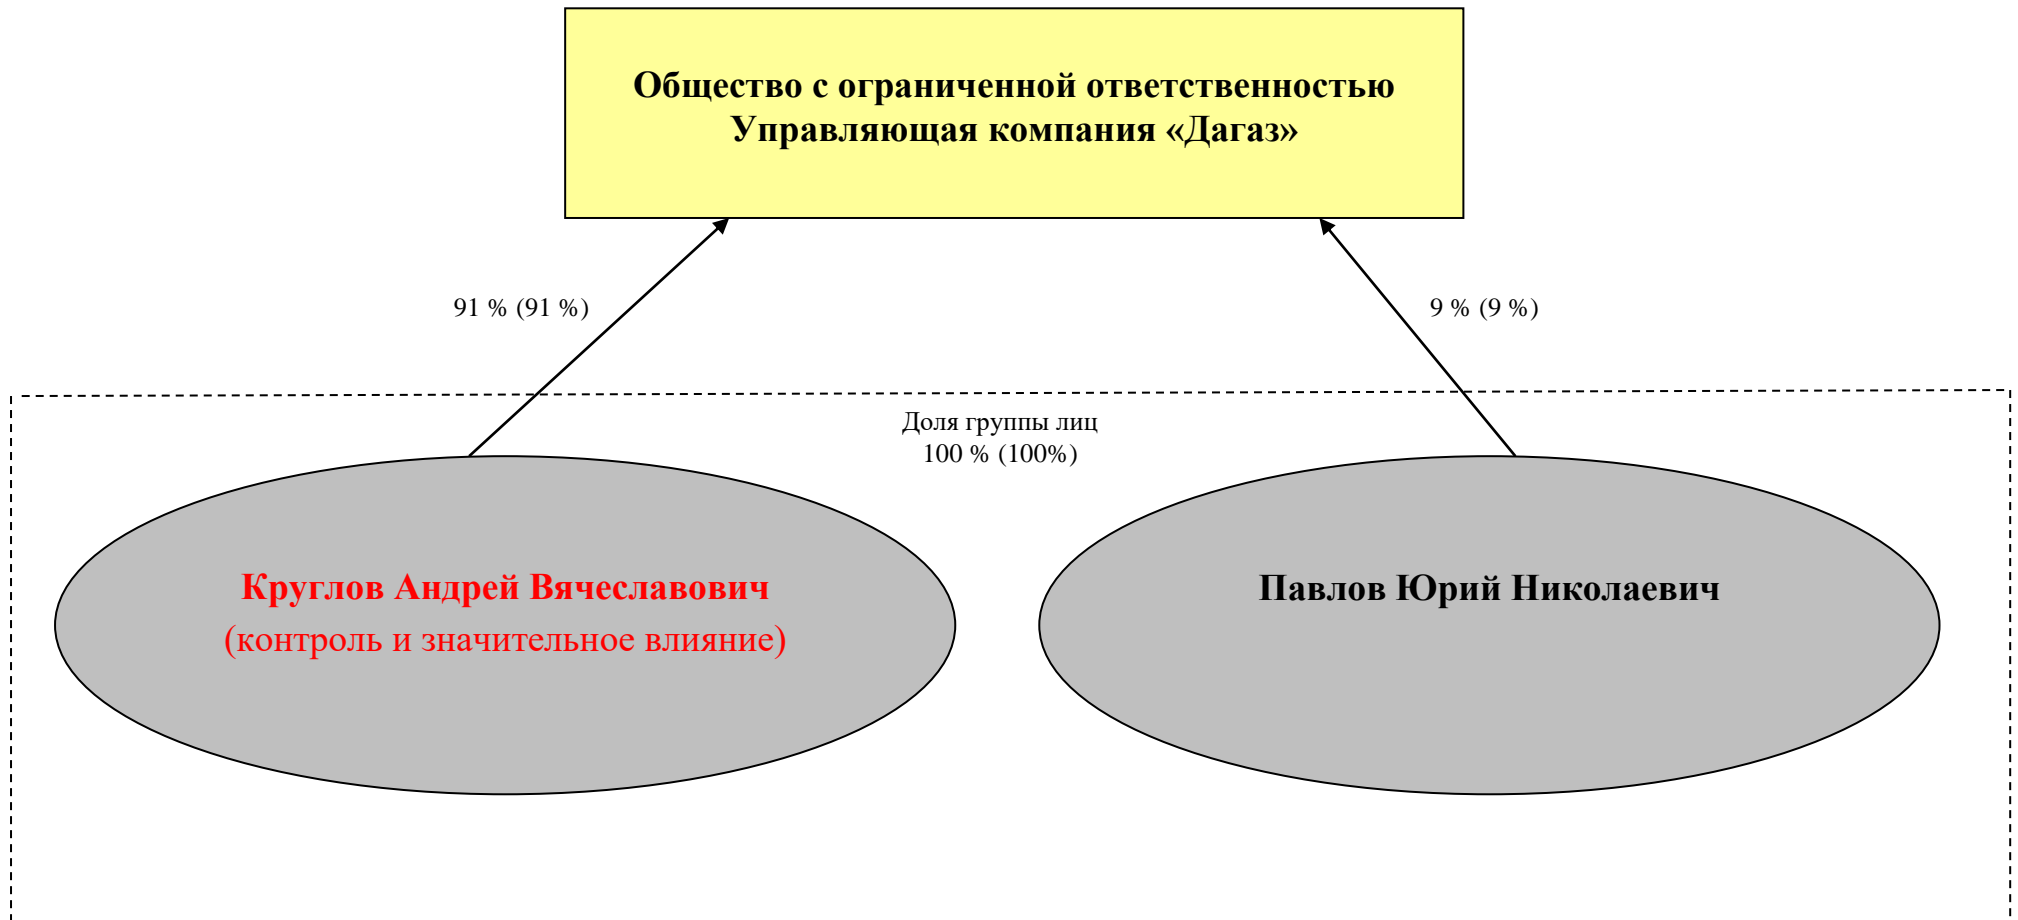 Общество с ограниченной ответственностью
Управляющая компания «Дагаз»
91 % (91 %)
9 % (9 %)
Доля группы лиц
100 % (100%)
Круглов Андрей Вячеславович
(контроль и значительное влияние)
Павлов Юрий Николаевич